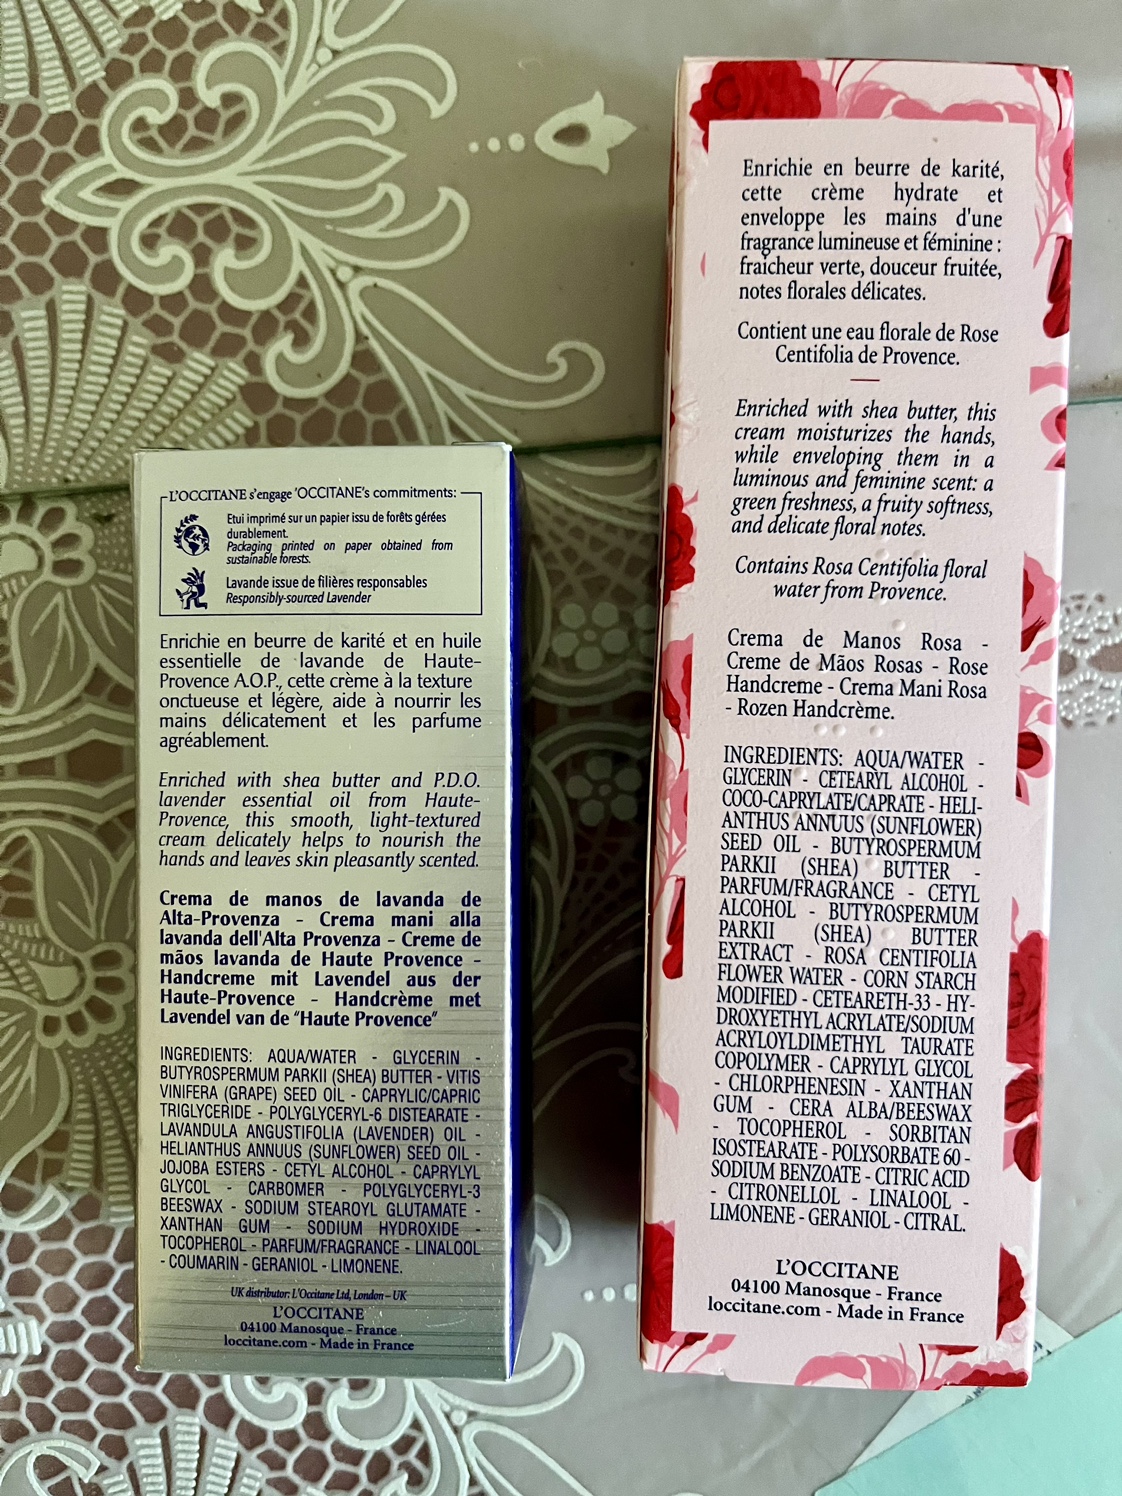 L'OCCITANE s'engage 'OCCITANE's commitments:
Etui imprimé sur un papier issu de forêts gérées
durablement.
Packaging printed on paper obtained from
sustainable forests.
Lavande issue de filières responsables
Responsibly-sourced Lavender
Enrichie en beurre de karité et en huile
essentielle de lavande de Haute-
Provence A.O.P., cette crème à la texture
onctueuse et légère, aide à nourrir les
mains délicatement et les parfume
agréablement.
Enriched with shea butter and P.D.O.
lavender essential oil from Haute-
Provence, this smooth, light-textured
cream delicately helps to nourish the
hands and leaves skin pleasantly scented.
Crema de manos de lavanda de
Alta-Provenza - Crema mani alla
lavanda dell'Alta Provenza - Creme de
mãos lavanda de Haute Provence -
Handcreme mit Lavendel aus der
Haute-Provence - Handcrème met
Lavendel van de "Haute Provence"
INGREDIENTS: AQUA/WATER - GLYCERIN -
BUTYROSPERMUM PARKII (SHEA) BUTTER - VITIS
VINIFERA (GRAPE) SEED OIL - CAPRYLIC/CAPRIC
TRIGLYCERIDE - POLYGLYCERYL-6 DISTEARATE -
LAVANDULA ANGUSTIFOLIA (LAVENDER) OIL -
HELIANTHUS ANNUUS (SUNFLOWER) SEED OIL -
JOJOBA ESTERS - CETYL ALCOHOL - CAPRYLYL
GLYCOL - CARBOMER - POLYGLYCERYL-3
BEESWAX - SODIUM STEAROYL GLUTAMATE -
XANTHAN GUM - SODIUM HYDROXIDE -
TOCOPHEROL - PARFUM/FRAGRANCE - LINALOOL
- COUMARIN - GERANIOL - LIMONENE.
UK distributor: L'Occitane Ltd, London – UK
L'OCCITANE
04100 Manosque - France
loccitane.com - Made in France
Enrichie en beurre de karité,
cette crème hydrate et
enveloppe les mains d'une
fragrance lumineuse et féminine :
fraîcheur verte, douceur fruitée,
notes florales délicates.
Contient une eau florale de Rose
Centifolia de Provence.
Enriched with shea butter, this
cream moisturizes the hands,
while enveloping them in a
luminous and feminine scent: a
green freshness, a fruity softness,
and delicate floral notes.
Contains Rosa Centifolia floral
water from Provence.
Crema de Manos Rosa -
Creme de Mãos Rosas - Rose
Handcreme - Crema Mani Rosa
- Rozen Handcrème.
INGREDIENTS: AQUA/WATER -
GLYCERIN - CETEARYL ALCOHOL -
COCO-CAPRYLATE/CAPRATE - HELI-
ANTHUS ANNUUS (SUNFLOWER)
SEED OIL - BUTYROSPERMUM
PARKII (SHEA) BUTTER -
PARFUM/FRAGRANCE - CETYL
ALCOHOL - BUTYROSPERMUM
PARKII (SHEA) BUTTER
EXTRACT - ROSA CENTIFOLIA
FLOWER WATER - CORN STARCH
MODIFIED - CETEARETH-33 - HY-
DROXYETHYL ACRYLATE/SODIUM
ACRYLOYLDIMETHYL TAURATE
COPOLYMER - CAPRYLYL GLYCOL
- CHLORPHENESIN - XANTHAN
GUM - CERA ALBA/BEESWAX
- TOCOPHEROL - SORBITAN
ISOSTEARATE - POLYSORBATE 60 -
SODIUM BENZOATE - CITRIC ACID
- CITRONELLOL - LINALOOL -
LIMONENE - GERANIOL - CITRAL.
L'OCCITANE
04100 Manosque - France
loccitane.com - Made in France